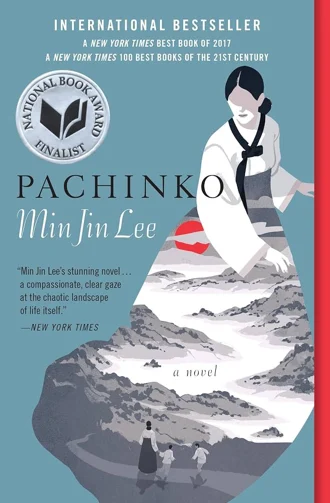 INTERNATIONAL BESTSELLER
A NEW YORK TIMES BEST BOOK OF 2017
A NEW YORK TIMES 100 BEST BOOKS OF THE 21ST CENTURY
NATIONAL BOOK AWARD
FINALIST
PACHINKO
Min Jin Lee
“Min Jin Lee’s stunning novel . . .
a compassionate, clear gaze
at the chaotic landscape
of life itself.”
—NEW YORK TIMES
a novel